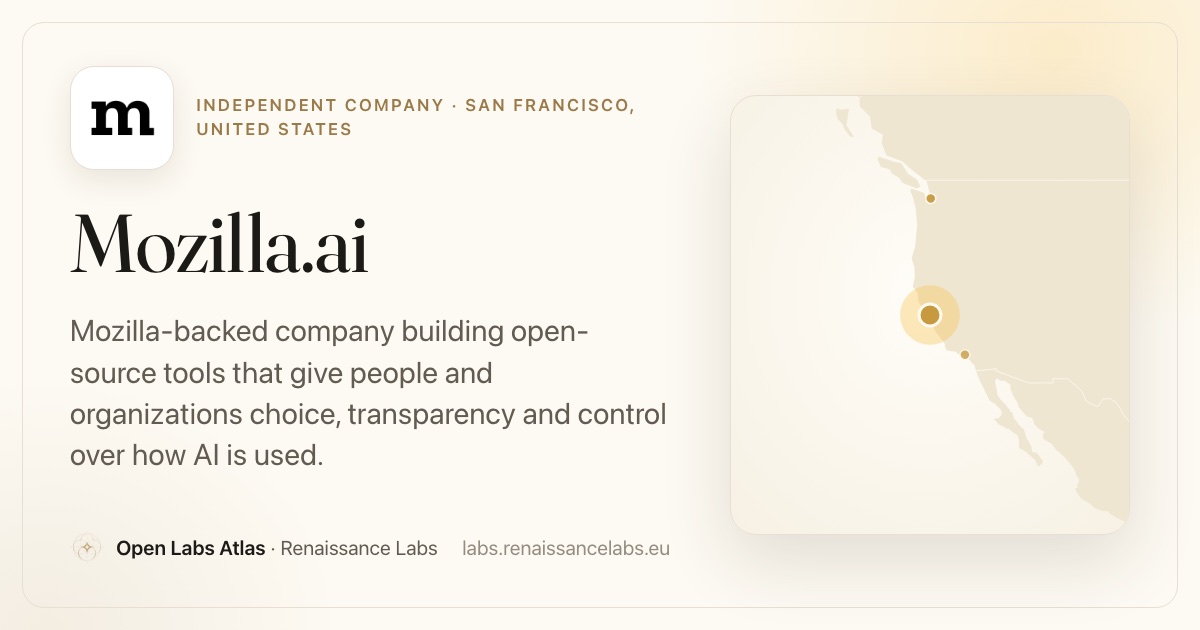 m
INDEPENDENT COMPANY · SAN FRANCISCO,
UNITED STATES
Mozilla.ai
Mozilla-backed company building open-
source tools that give people and
organizations choice, transparency and control
over how AI is used.
Open Labs Atlas · Renaissance Labs labs.renaissancelabs.eu